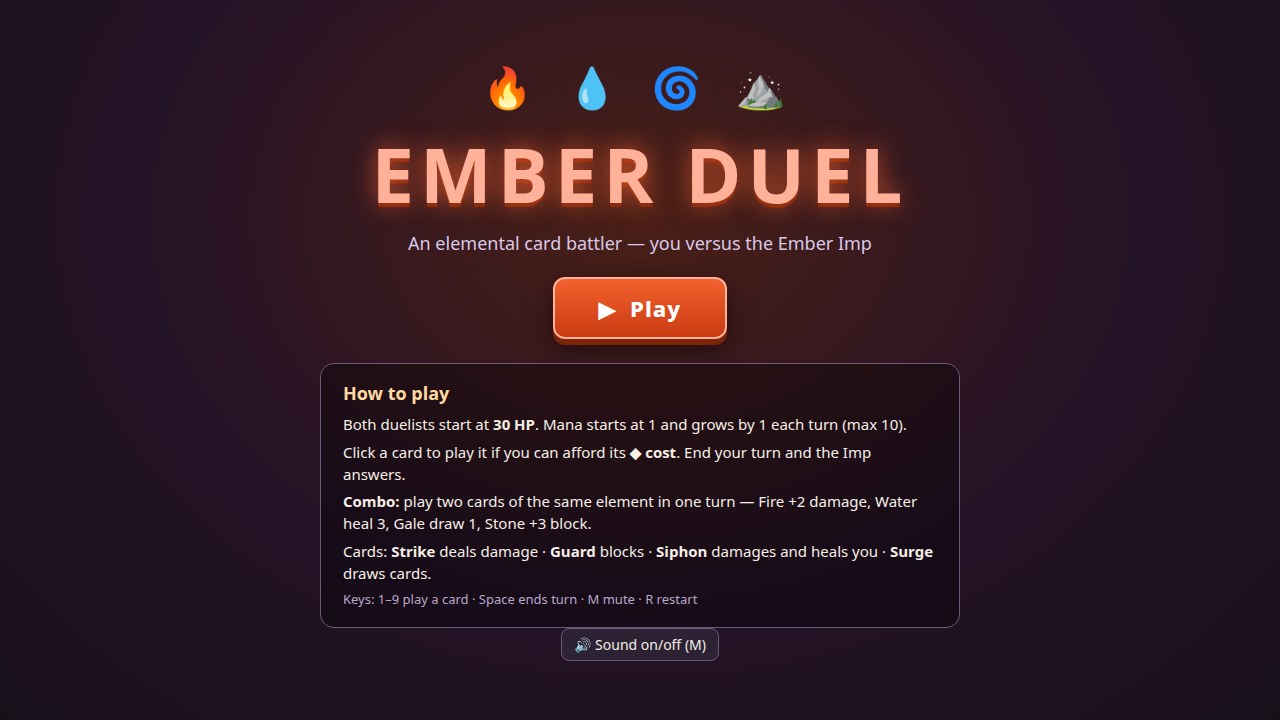 EMBER DUEL
An elemental card battler — you versus the Ember Imp
▶ Play
How to play
Both duelists start at 30 HP. Mana starts at 1 and grows by 1 each turn (max 10).
Click a card to play it if you can afford its ◆ cost. End your turn and the Imp
answers.
Combo: play two cards of the same element in one turn — Fire +2 damage, Water
heal 3, Gale draw 1, Stone +3 block.
Cards: Strike deals damage · Guard blocks · Siphon damages and heals you · Surge
draws cards.
Keys: 1–9 play a card · Space ends turn · M mute · R restart
🔊 Sound on/off (M)